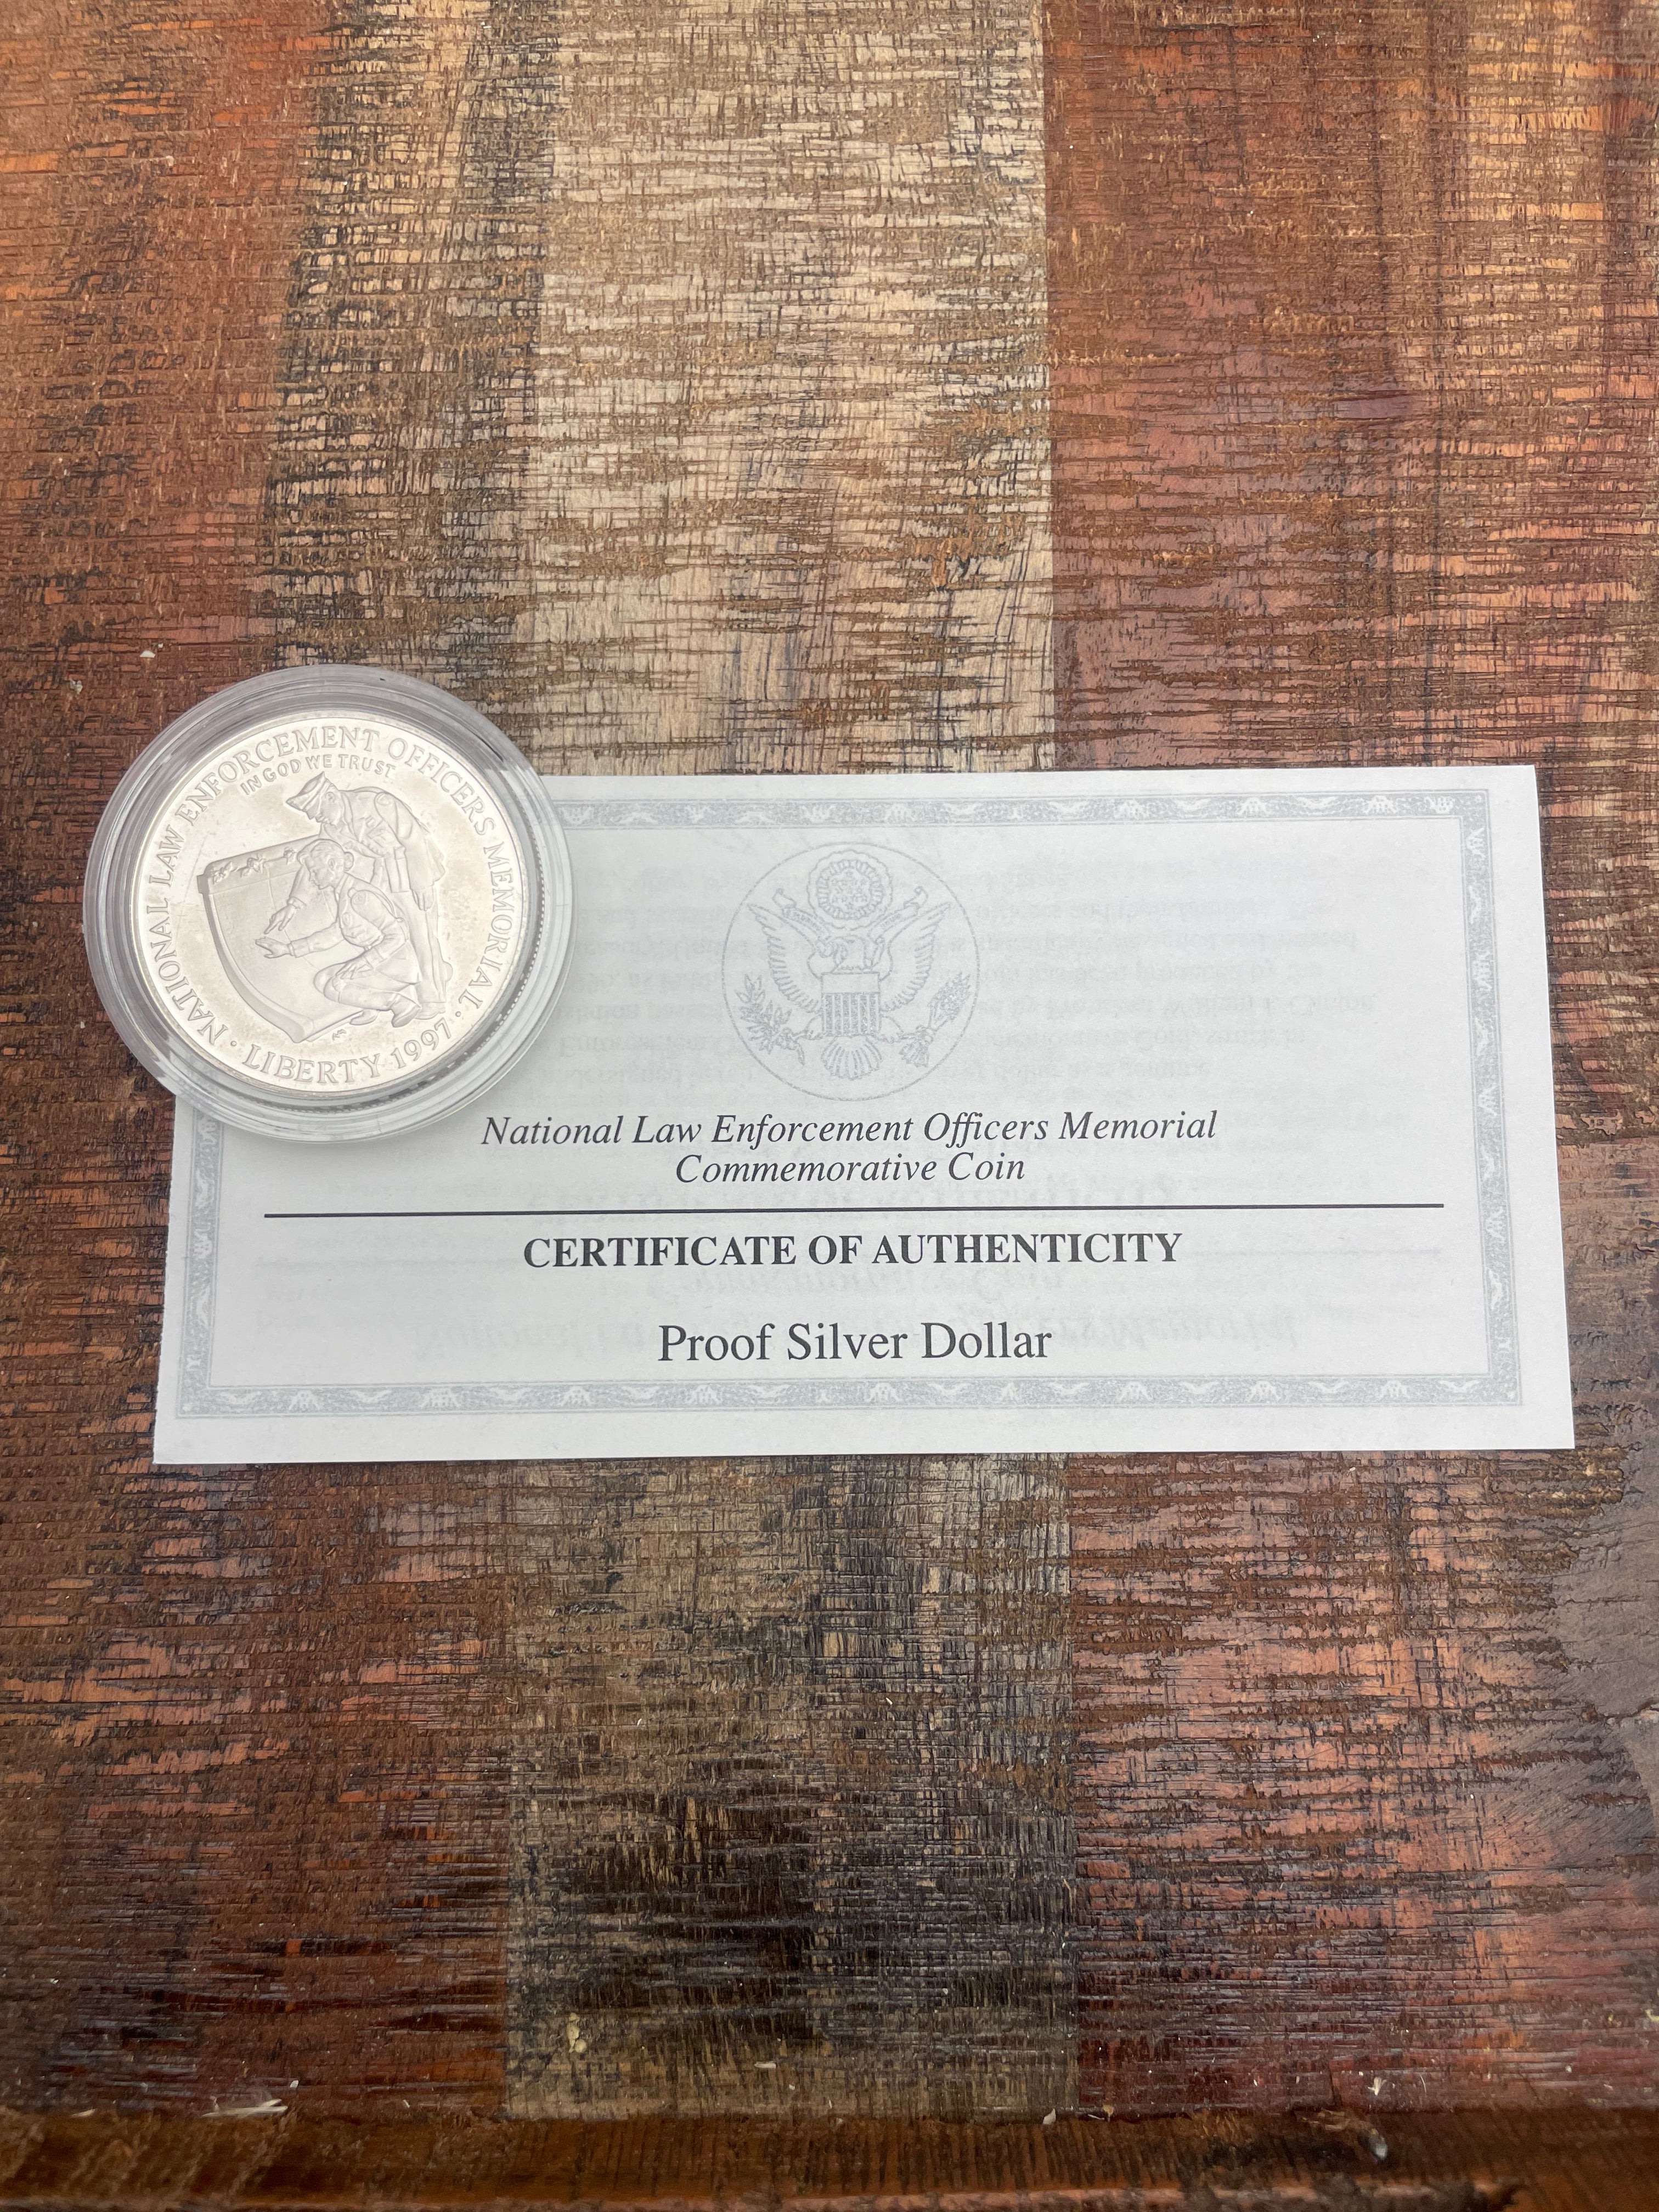 NATIONAL LAW ENFORCEMENT OFFICERS MEMORIAL
IN GOD WE TRUST
· LIBERTY 1997 ·
National Law Enforcement Officers Memorial
Commemorative Coin
CERTIFICATE OF AUTHENTICITY
Proof Silver Dollar